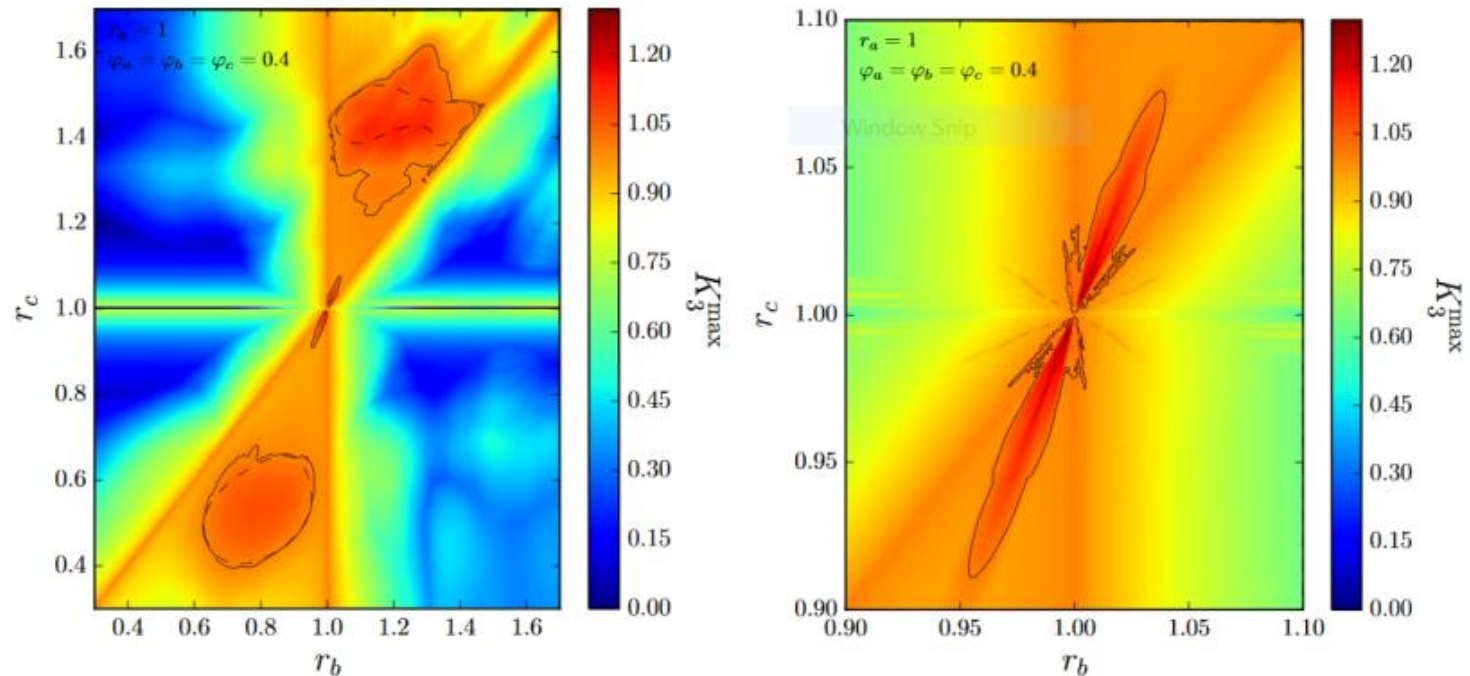 r_a = 1
φ_a = φ_b = φ_c = 0.4
1.6
1.4
1.2
1.0
0.8
0.6
0.4
r_c
0.4 0.6 0.8 1.0 1.2 1.4 1.6
r_b
1.20
1.05
0.90
0.75
0.60
0.45
0.30
0.15
0.00
K_3^max
r_a = 1
φ_a = φ_b = φ_c = 0.4
Window Snip
1.10
1.05
1.00
0.95
0.90
r_c
0.90 0.95 1.00 1.05 1.10
r_b
1.20
1.05
0.90
0.75
0.60
0.45
0.30
0.15
0.00
K_3^max